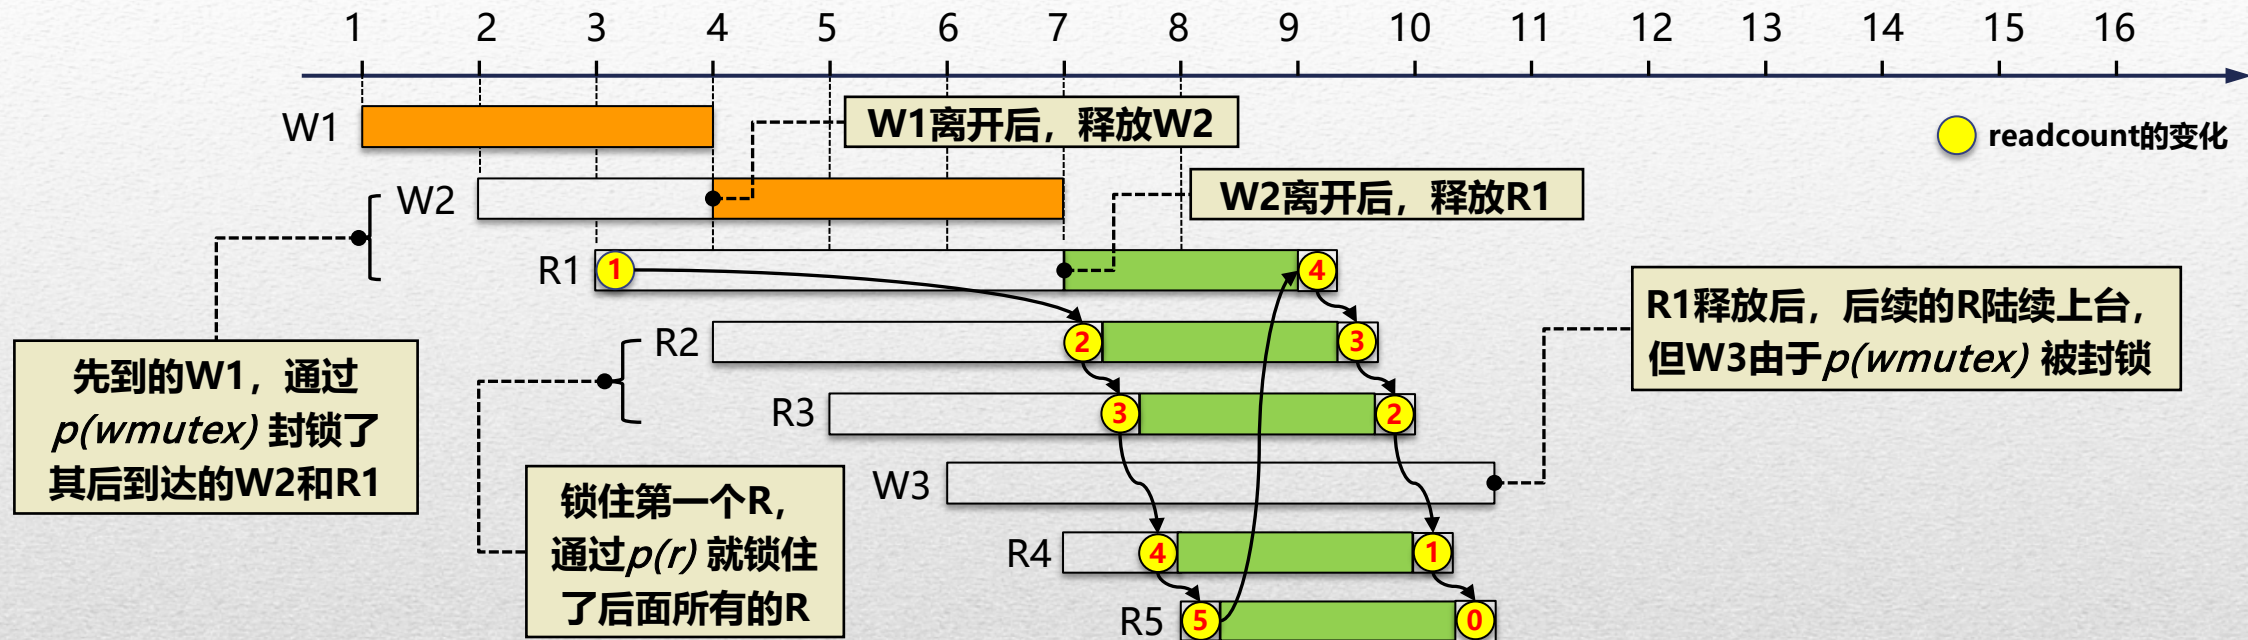 1 2 3 4 5 6 7 8 9 10 11 12 13 14 15 16
W1
W1离开后，释放W2
readcount的变化
W2
W2离开后，释放R1
R1
1
4
R1释放后，后续的R陆续上台，
但W3由于p(wmutex) 被封锁
R2
2
3
先到的W1，通过
p(wmutex) 封锁了
其后到达的W2和R1
R3
3
2
W3
锁住第一个R，
通过p(r) 就锁住
了后面所有的R
R4
4
1
R5
5
0